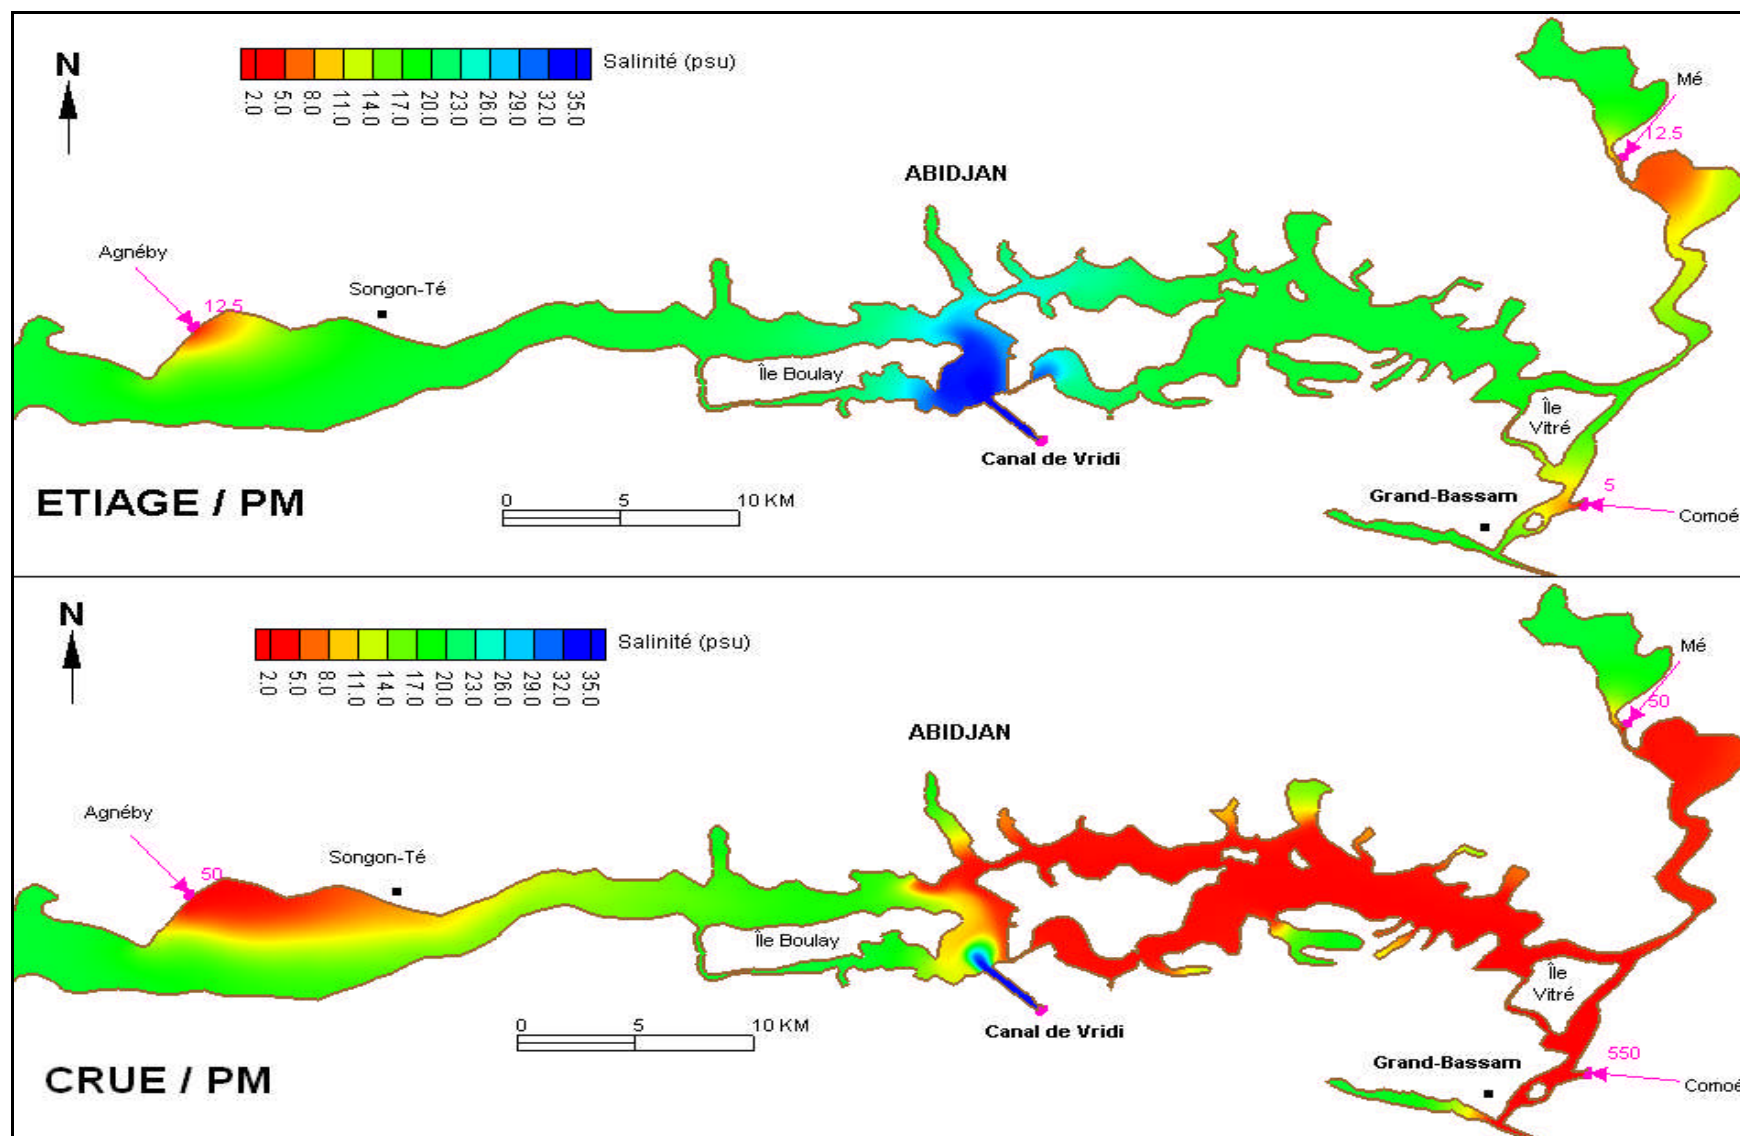 N
Salinité (psu)
2.0
5.0
8.0
11.0
14.0
17.0
20.0
23.0
26.0
29.0
32.0
35.0
Mé
12.5
ABIDJAN
Agnéby
12.5
Songon-Té
Île Boulay
Île
Vitré
Canal de Vridi
ETIAGE / PM
0 5 10 KM
Grand-Bassam
5
Comoé
N
Salinité (psu)
2.0
5.0
8.0
11.0
14.0
17.0
20.0
23.0
26.0
29.0
32.0
35.0
Mé
50
ABIDJAN
Agnéby
50
Songon-Té
Île Boulay
Île
Vitré
Canal de Vridi
0 5 10 KM
CRUE / PM
Grand-Bassam
550
Comoé